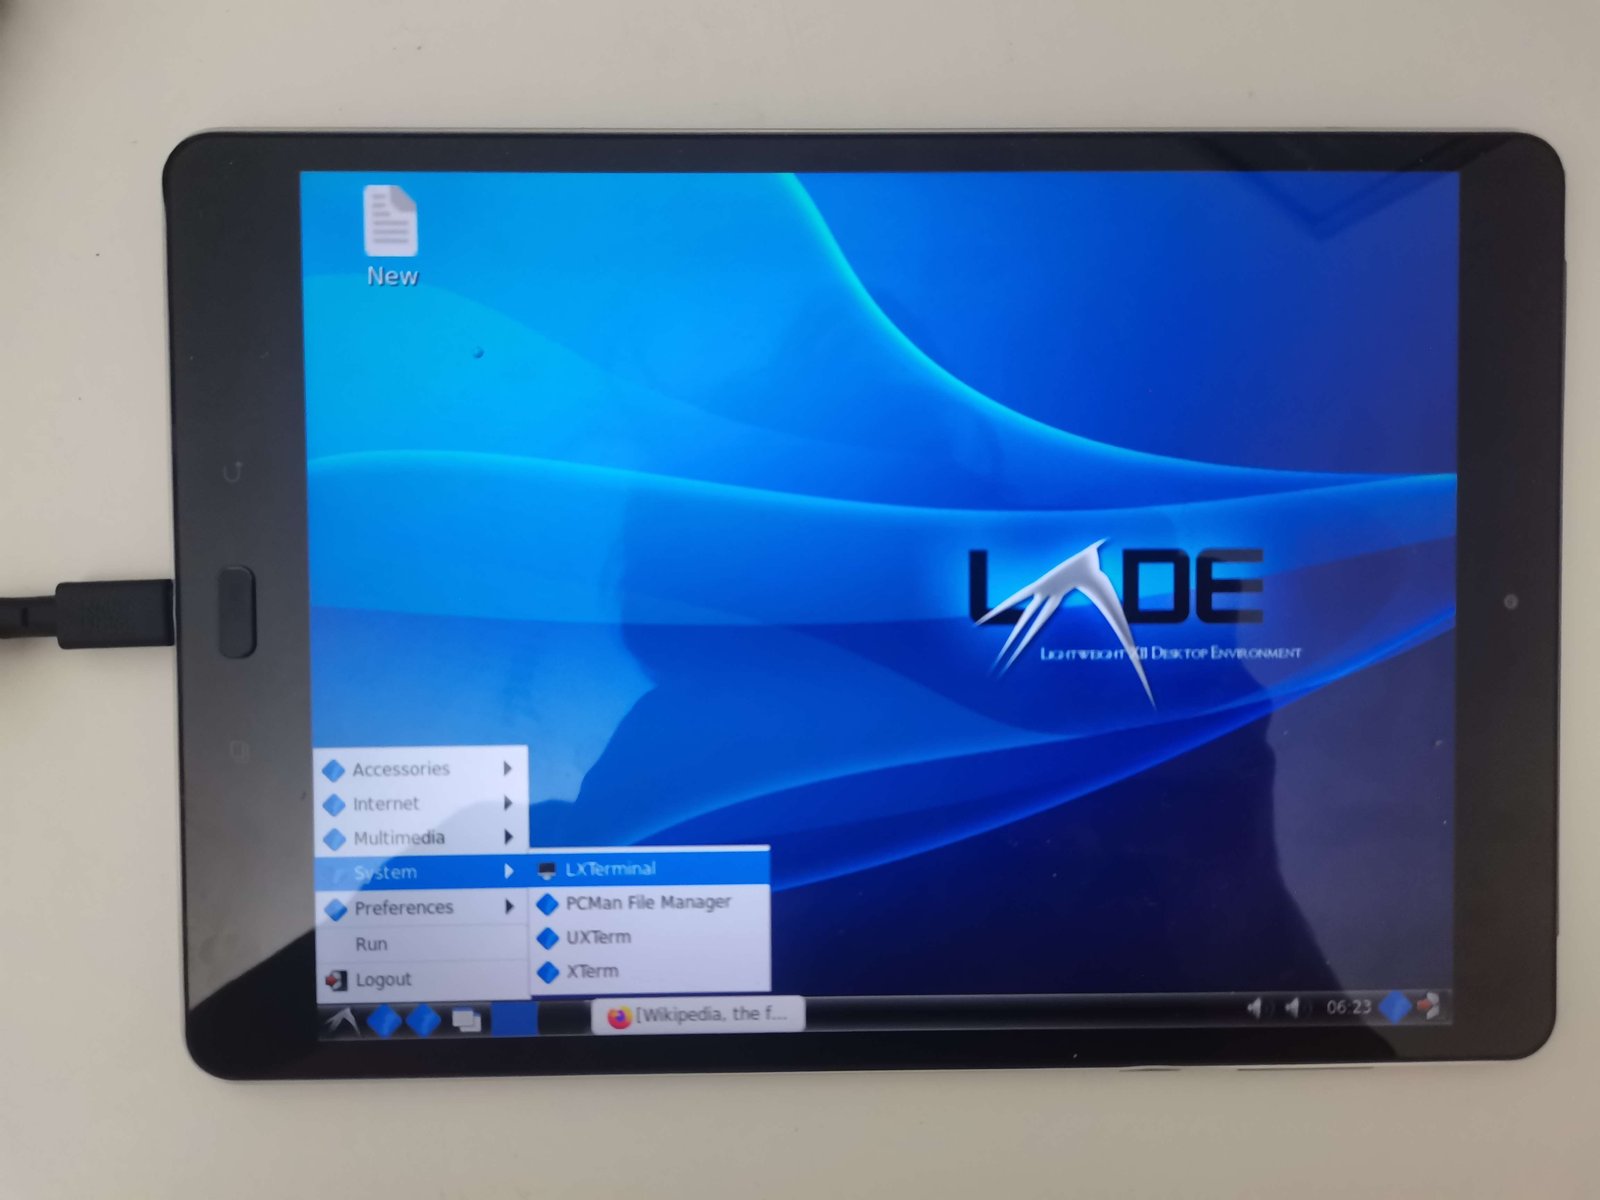 New
LXDE
LIGHTWEIGHT X11 DESKTOP ENVIRONMENT
Accessories
Internet
Multimedia
System
Preferences
Run
Logout
LXTerminal
PCMan File Manager
UXTerm
XTerm
[Wikipedia, the f...
06:23